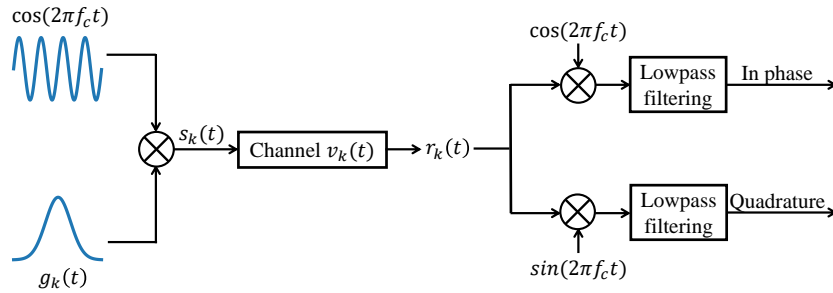 cos(2πf_c t)
g_k(t)
s_k(t)
Channel v_k(t)
r_k(t)
cos(2πf_c t)
Lowpass
filtering
In phase
sin(2πf_c t)
Lowpass
filtering
Quadrature